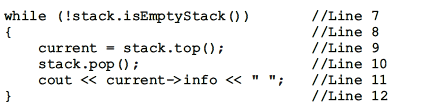 while (!stack.isEmptyStack()) //Line 7
{ //Line 8
    current = stack.top(); //Line 9
    stack.pop(); //Line 10
    cout << current->info << " "; //Line 11
} //Line 12